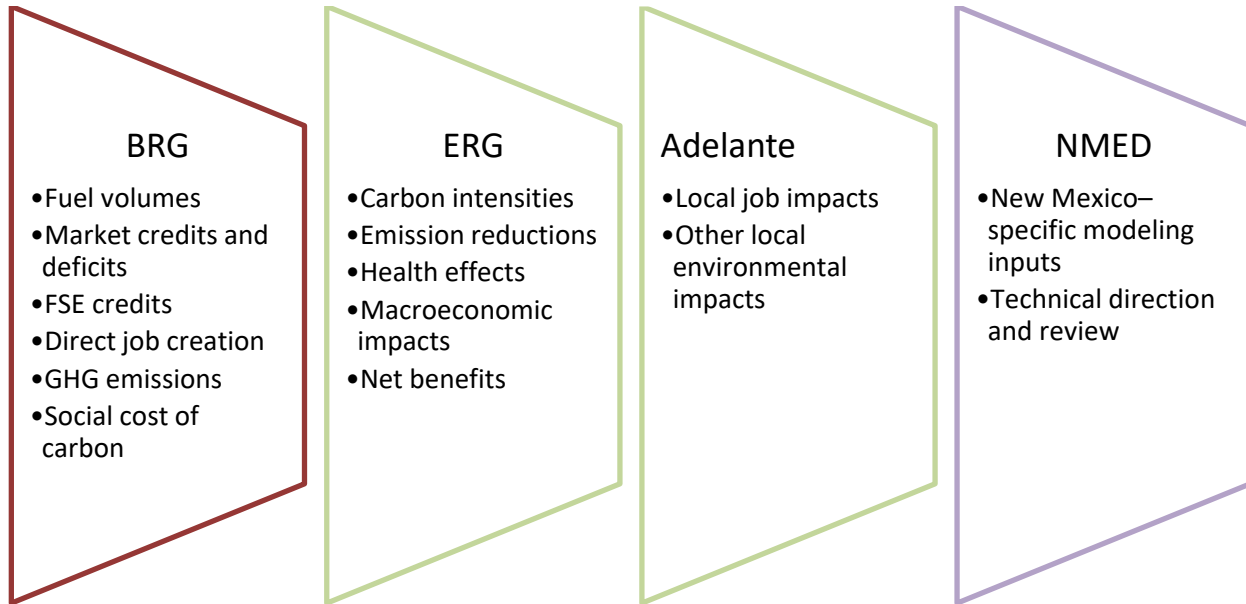 BRG
•Fuel volumes
•Market credits and
deficits
•FSE credits
•Direct job creation
•GHG emissions
•Social cost of
carbon
ERG
•Carbon intensities
•Emission reductions
•Health effects
•Macroeconomic
impacts
•Net benefits
Adelante
•Local job impacts
•Other local
environmental
impacts
NMED
•New Mexico–
specific modeling
inputs
•Technical direction
and review